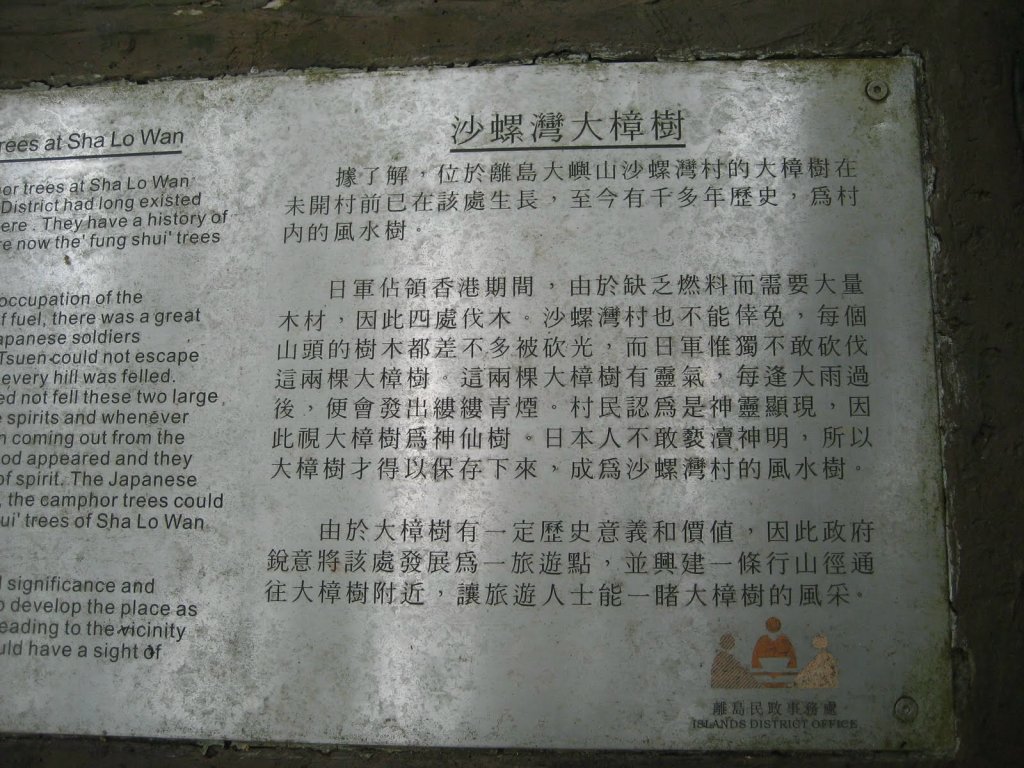 rees at Sha Lo Wan
or trees at Sha Lo Wan
District had long existed
ere . They have a history of
re now the' fung shui' trees
occupation of the
f fuel, there was a great
apanese soldiers
Tsuen could not escape
every hill was felled.
ed not fell these two large
e spirits and whenever
n coming out from the
od appeared and they
of spirit. The Japanese
, the camphor trees could
ui' trees of Sha Lo Wan
l significance and
o develop the place as
eading to the vicinity
uld have a sight of
沙螺灣大樟樹
據了解，位於離島大嶼山沙螺灣村的大樟樹在
未開村前已在該處生長，至今有千多年歷史，爲村
內的風水樹。
日軍佔領香港期間，由於缺乏燃料而需要大量
木材，因此四處伐木。沙螺灣村也不能倖免，每個
山頭的樹木都差不多被砍光，而日軍惟獨不敢砍伐
這兩棵大樟樹。這兩棵大樟樹有靈氣，每逢大雨過
後，便會發出縷縷青煙。村民認爲是神靈顯現，因
此視大樟樹爲神仙樹。日本人不敢褻瀆神明，所以
大樟樹才得以保存下來，成爲沙螺灣村的風水樹。
由於大樟樹有一定歷史意義和價値，因此政府
銳意將該處發展爲一旅遊點，並興建一條行山徑通
往大樟樹附近，讓旅遊人士能一睹大樟樹的風采。
離島民政事務處
ISLANDS DISTRICT OFFICE